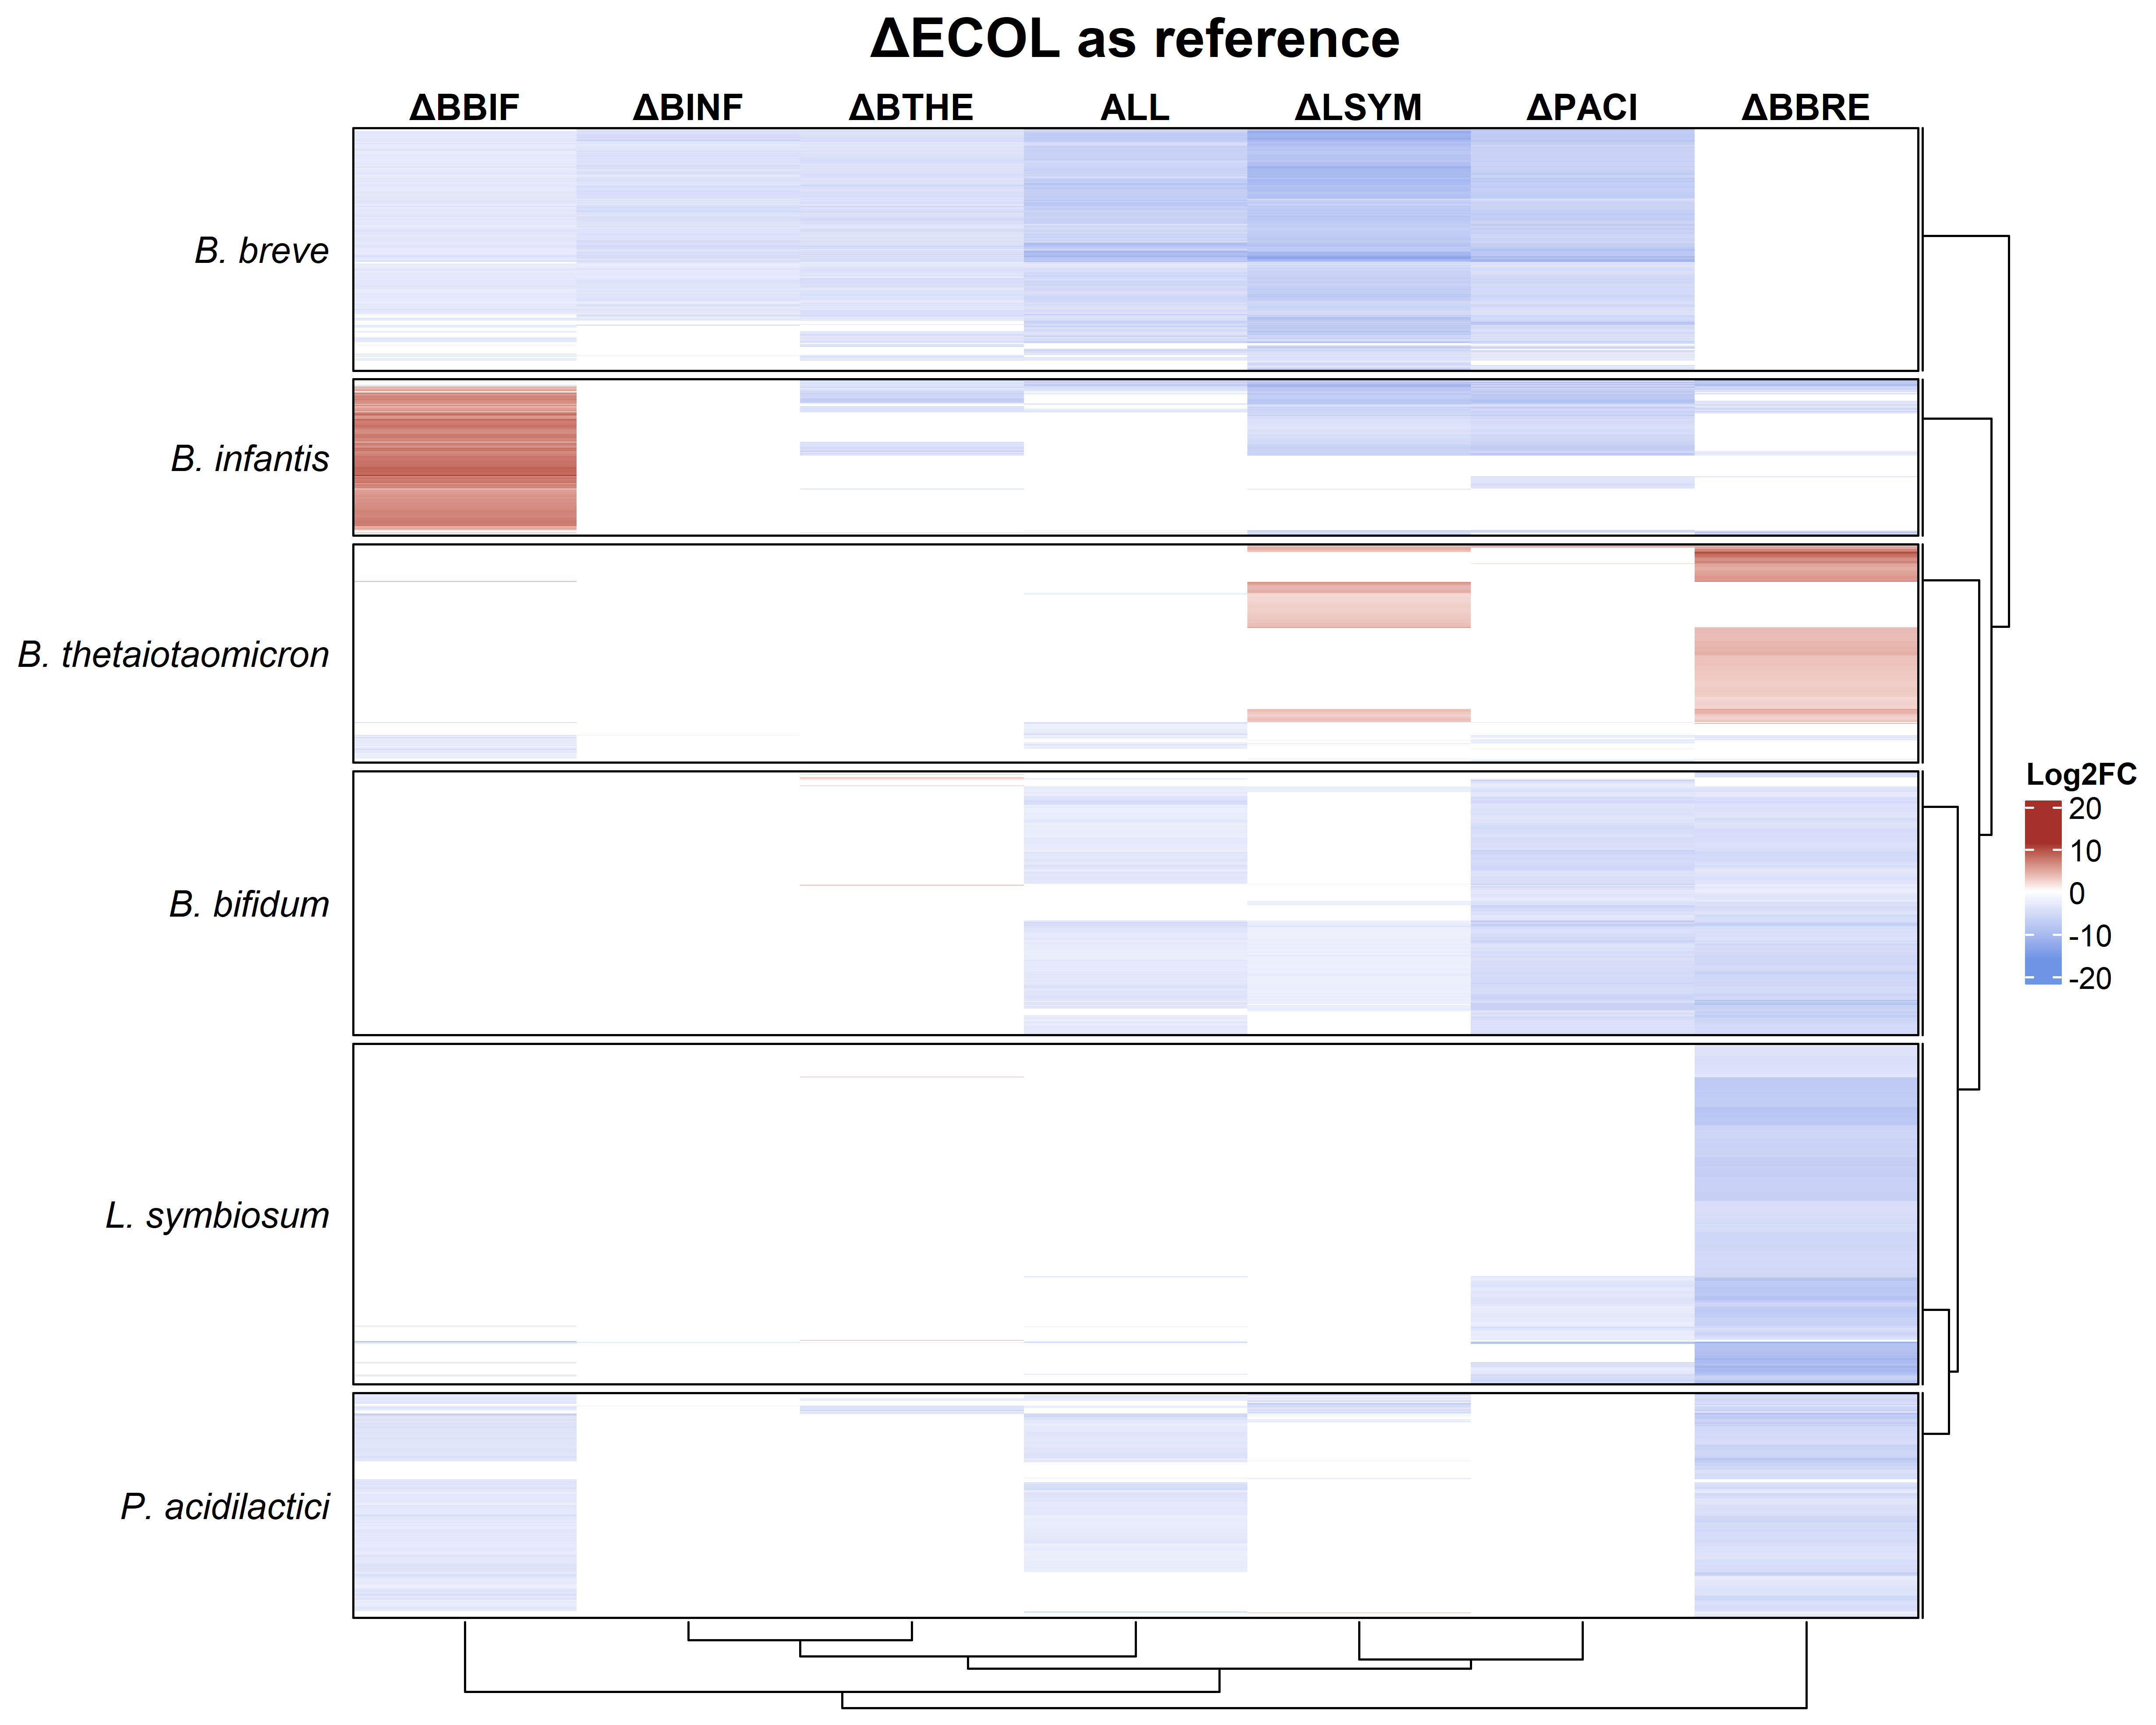 ΔECOL as reference
ΔBBIF ΔBINF ΔBTHE ALL ΔLSYM ΔPACI ΔBBRE
B. breve
B. infantis
B. thetaiotaomicron
B. bifidum
L. symbiosum
P. acidilactici
Log2FC
20
10
0
-10
-20